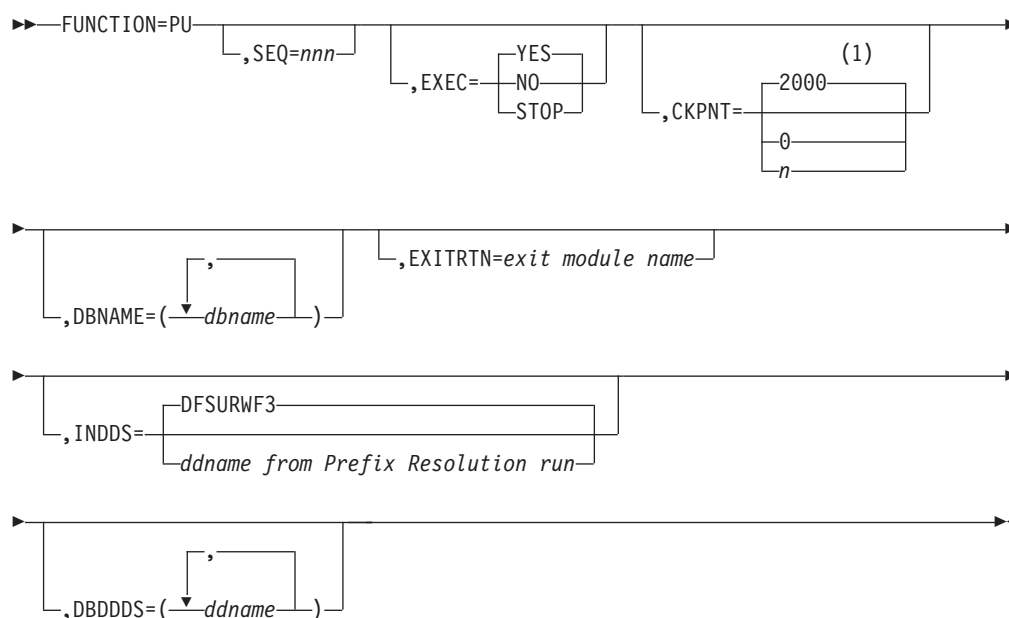 FUNCTION=PU
,SEQ=nnn
,EXEC=
YES
NO
STOP
,CKPNT=
(1)
2000
0
n
,DBNAME=(
,
dbname
)
,EXITRTN=exit module name
,INDDS=
DFSURWF3
ddname from Prefix Resolution run
,DBDDDS=(
,
ddname
)